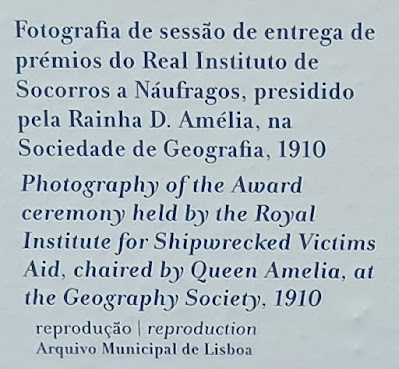 Fotografia de sessão de entrega de
prémios do Real Instituto de
Socorros a Náufragos, presidido
pela Rainha D. Amélia, na
Sociedade de Geografia, 1910
Photography of the Award
ceremony held by the Royal
Institute for Shipwrecked Victims
Aid, chaired by Queen Amelia, at
the Geography Society, 1910
reprodução | reproduction
Arquivo Municipal de Lisboa